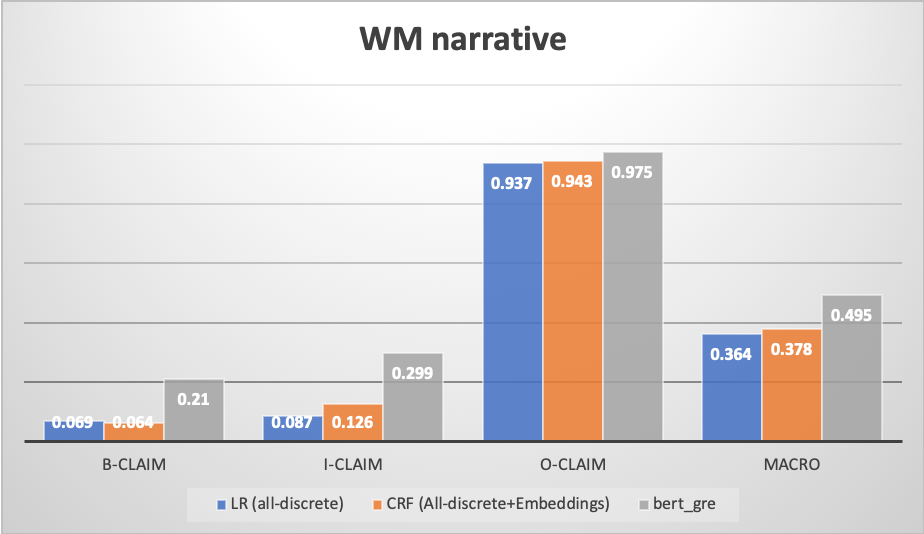 WM narrative
0.069 0.064 0.21 0.087 0.126 0.299 0.937 0.943 0.975 0.364 0.378 0.495
B-CLAIM I-CLAIM O-CLAIM MACRO
LR (all-discrete) CRF (All-discrete+Embeddings) bert_gre